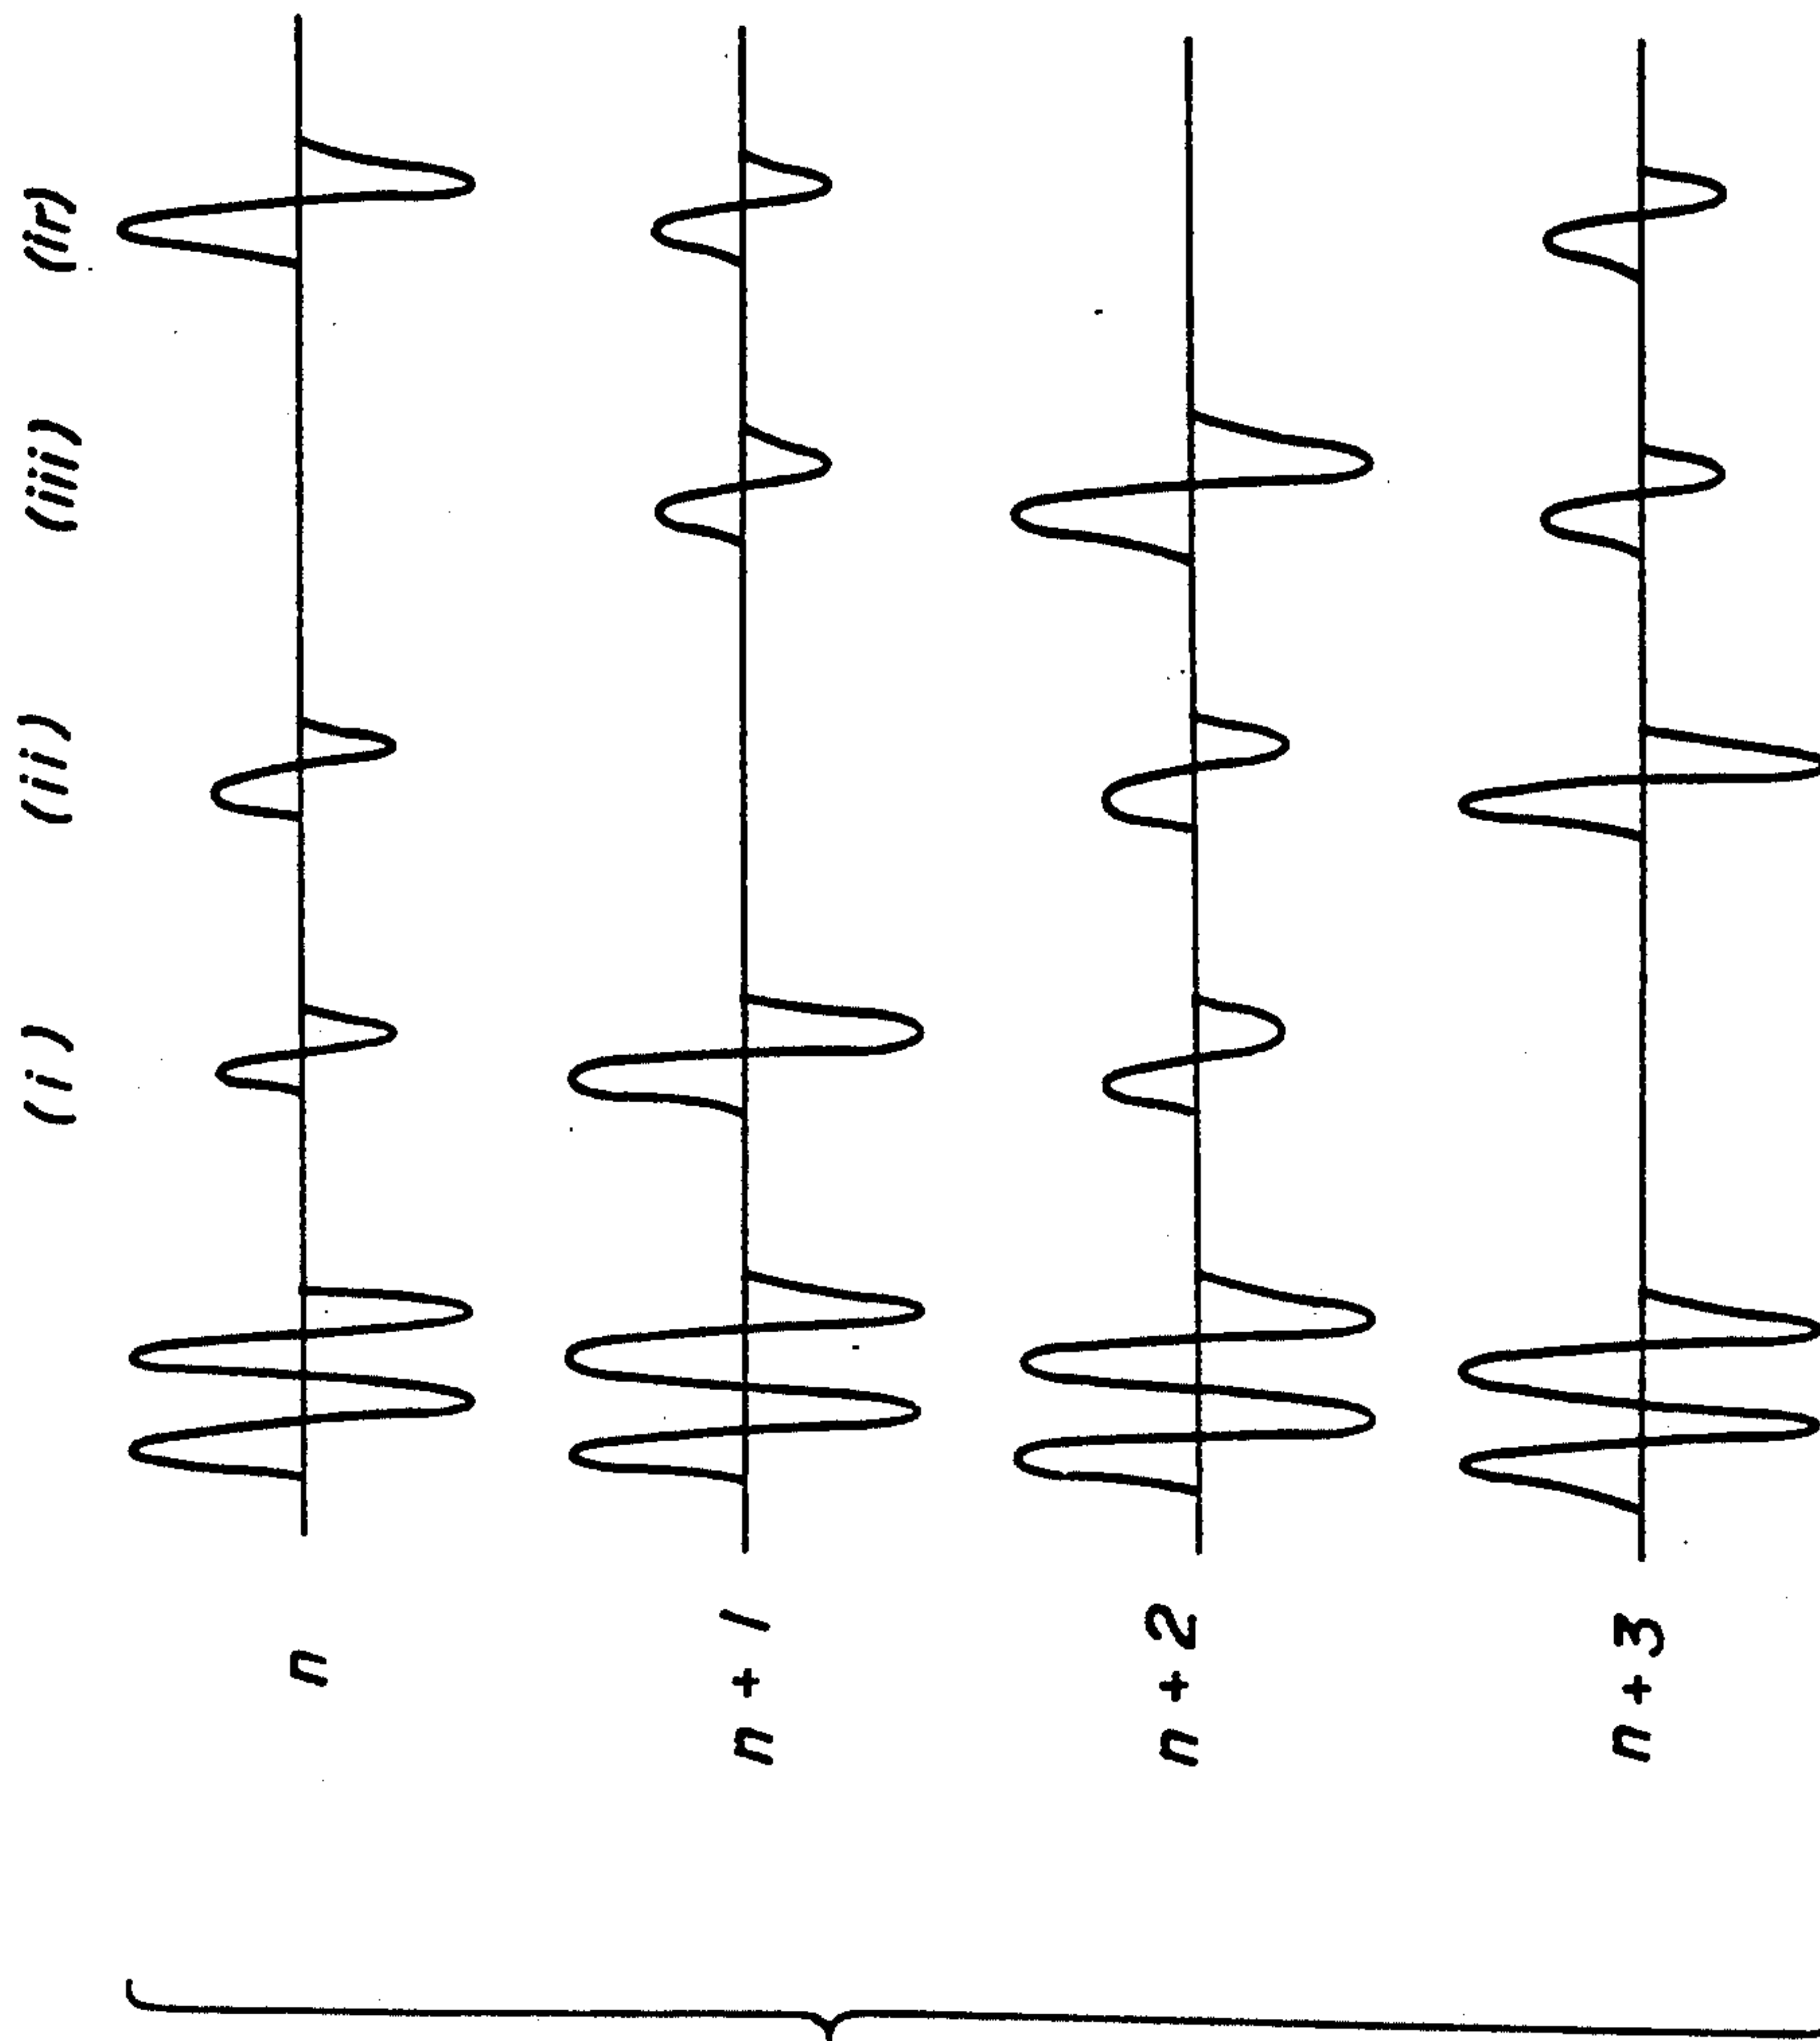 (i) (ii) (iii) (iv)
n
n + 1
n + 2
n + 3